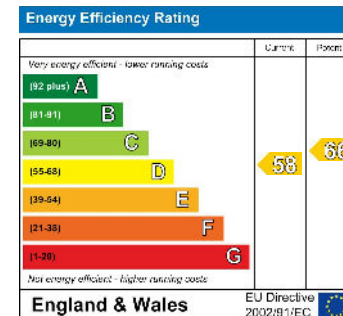 Energy Efficiency Rating
Current Potent
Very energy efficient - lower running costs
(92 plus) A
(81-91) B
(69-80) C
(55-68) D
58
66
(39-54) E
(21-38) F
(1-20) G
Not energy efficient - higher running costs
England & Wales
EU Directive
2002/91/EC